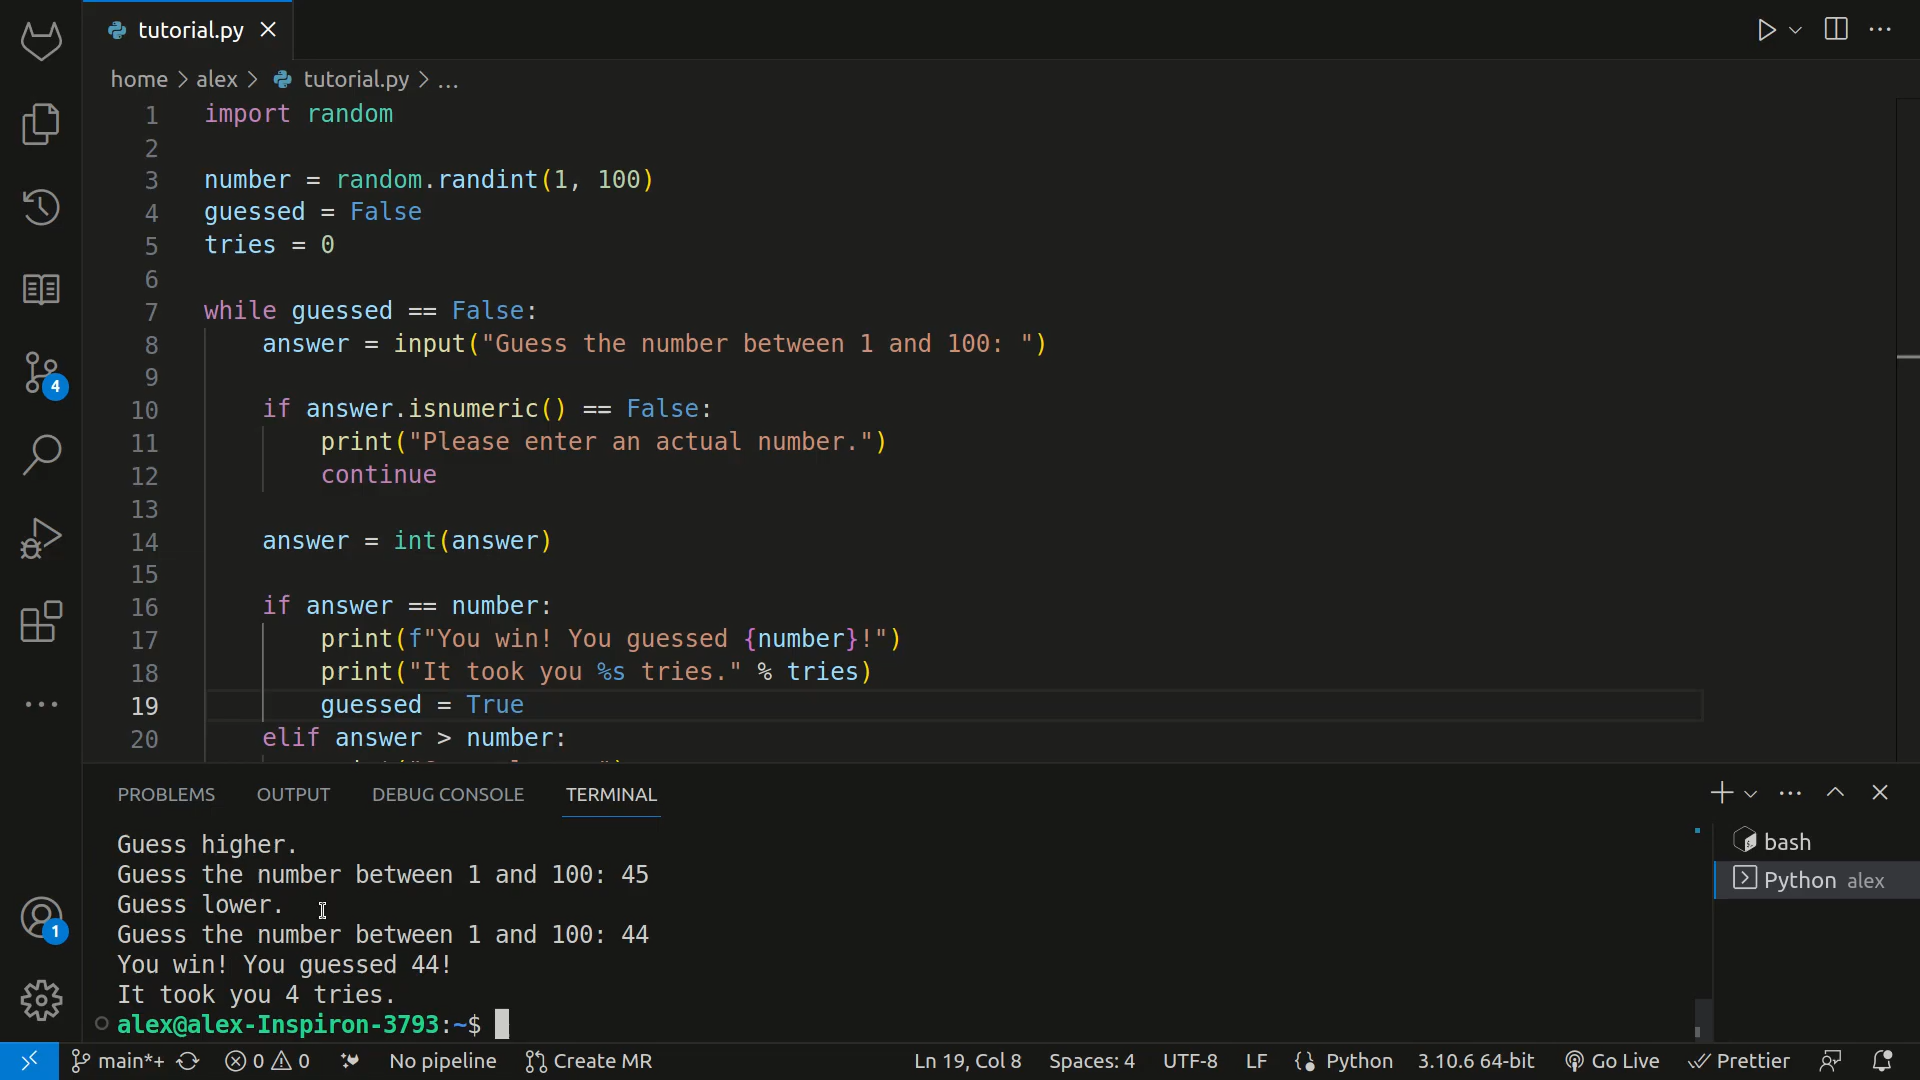 tutorial.py
home > alex > tutorial.py > ...
1 import random
2
3 number = random.randint(1, 100)
4 guessed = False
5 tries = 0
6
7 while guessed == False:
8 answer = input("Guess the number between 1 and 100: ")
9
10 if answer.isnumeric() == False:
11 print("Please enter an actual number.")
12 continue
13
14 answer = int(answer)
15
16 if answer == number:
17 print(f"You win! You guessed {number}!")
18 print("It took you %s tries." % tries)
19 guessed = True
20 elif answer > number:
4
PROBLEMS OUTPUT DEBUG CONSOLE TERMINAL
Guess higher.
Guess the number between 1 and 100: 45
Guess lower.
Guess the number between 1 and 100: 44
You win! You guessed 44!
It took you 4 tries.
alex@alex-Inspiron-3793:~$
bash
Python alex
1
main*+ 0 0 No pipeline Create MR Ln 19, Col 8 Spaces: 4 UTF-8 LF Python 3.10.6 64-bit Go Live Prettier